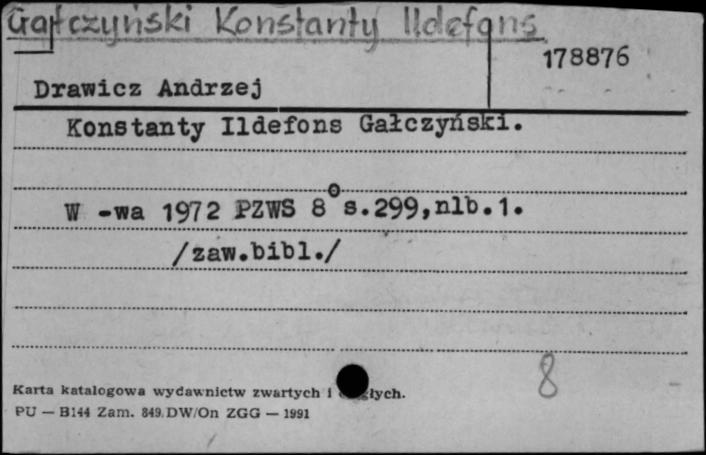 Gałczyński Konstanty Ildefons
178876
Drawicz Andrzej
Konstanty Ildefons Gałczyński.
W -wa 1972 PZWS 8° s.299,nlb.1.
/zaw.bibl./
8
Karta katalogowa wydawnictw zwartych i
PU — B144 Zam. 849.DW/On ZGG — 1991